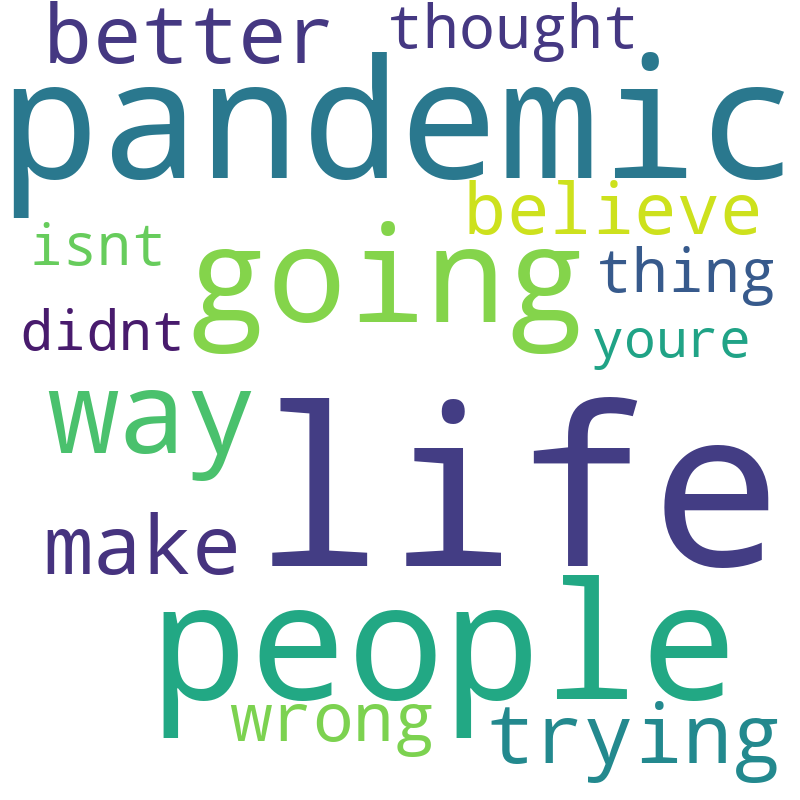 better thought
pandemic
believe
isnt going thing
didnt youre
way
life
make
people
wrong trying